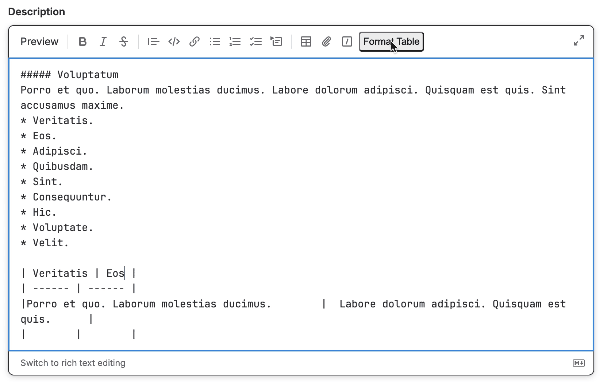 Description
Preview B I S Format Table
##### Voluptatum
Porro et quo. Laborum molestias ducimus. Labore dolorum adipisci. Quisquam est quis. Sint
accusamus maxime.
* Veritatis.
* Eos.
* Adipisci.
* Quibusdam.
* Sint.
* Consequuntur.
* Hic.
* Voluptate.
* Velit.
| Veritatis | Eos |
| ------ | ------ |
|Porro et quo. Laborum molestias ducimus.        |  Labore dolorum adipisci. Quisquam est
quis.      |
|        |        |
Switch to rich text editing